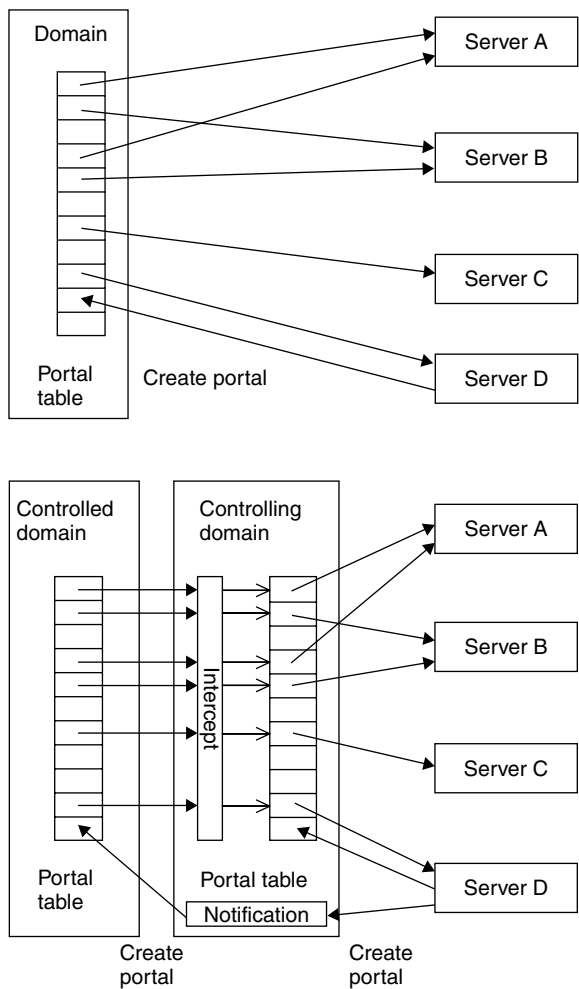 Domain
Server A
Server B
Server C
Portal
table
Create portal
Server D
Controlled
domain
Controlling
domain
Server A
Server B
Intercept
Server C
Portal
table
Portal table
Server D
Notification
Create
portal
Create
portal